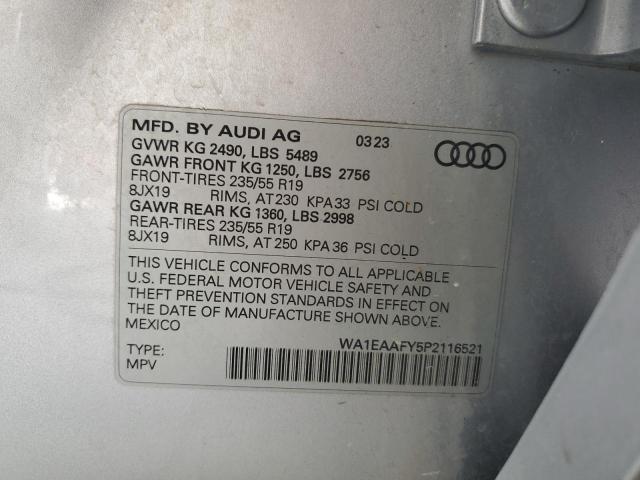 MFD. BY AUDI AG 0323
GVWR KG 2490, LBS 5489
GAWR FRONT KG 1250, LBS 2756
FRONT-TIRES 235/55 R19
8JX19 RIMS, AT 230 KPA 33 PSI COLD
GAWR REAR KG 1360, LBS 2998
REAR-TIRES 235/55 R19
8JX19 RIMS, AT 250 KPA 36 PSI COLD
THIS VEHICLE CONFORMS TO ALL APPLICABLE
U.S. FEDERAL MOTOR VEHICLE SAFETY AND
THEFT PREVENTION STANDARDS IN EFFECT ON
THE DATE OF MANUFACTURE SHOWN ABOVE.
MEXICO
WA1EAAFY5P2116521
TYPE:
MPV